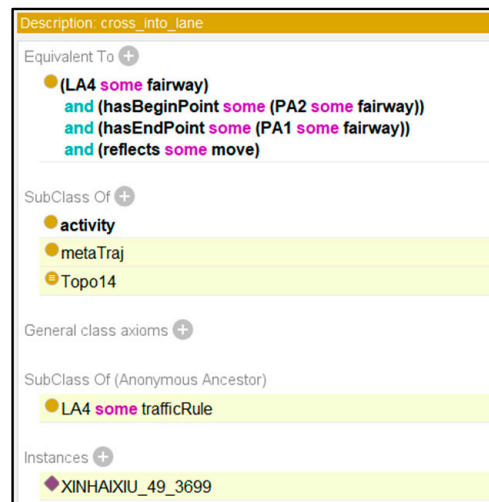 Description: cross_into_lane
Equivalent To
(LA4 some fairway)
and (hasBeginPoint some (PA2 some fairway))
and (hasEndPoint some (PA1 some fairway))
and (reflects some move)
SubClass Of
activity
metaTraj
Topo14
General class axioms
SubClass Of (Anonymous Ancestor)
LA4 some trafficRule
Instances
XINHAIXIU_49_3699